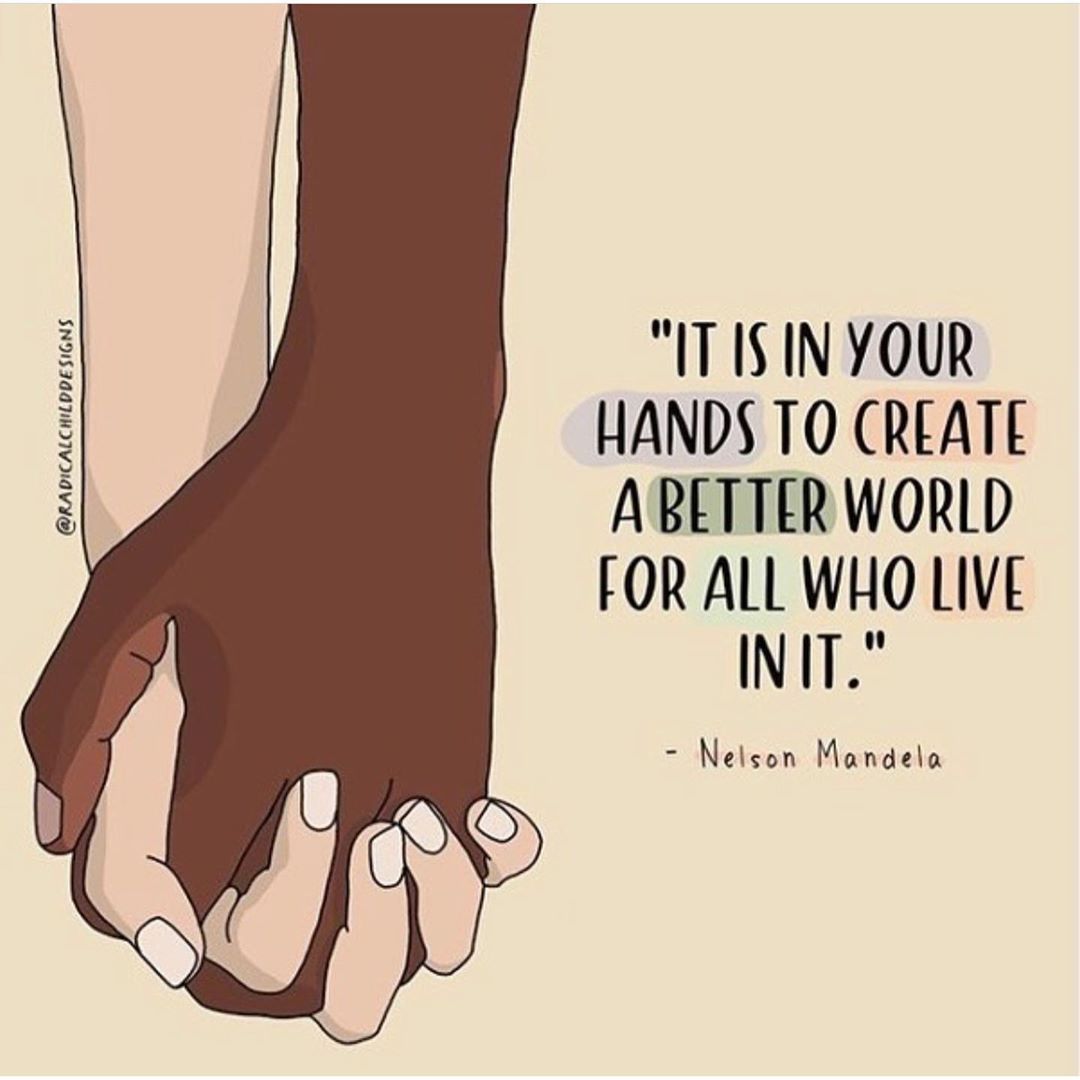 @RADICALCHILDDESIGNS
"IT IS IN YOUR
HANDS TO CREATE
A BETTER WORLD
FOR ALL WHO LIVE
IN IT."
- Nelson Mandela